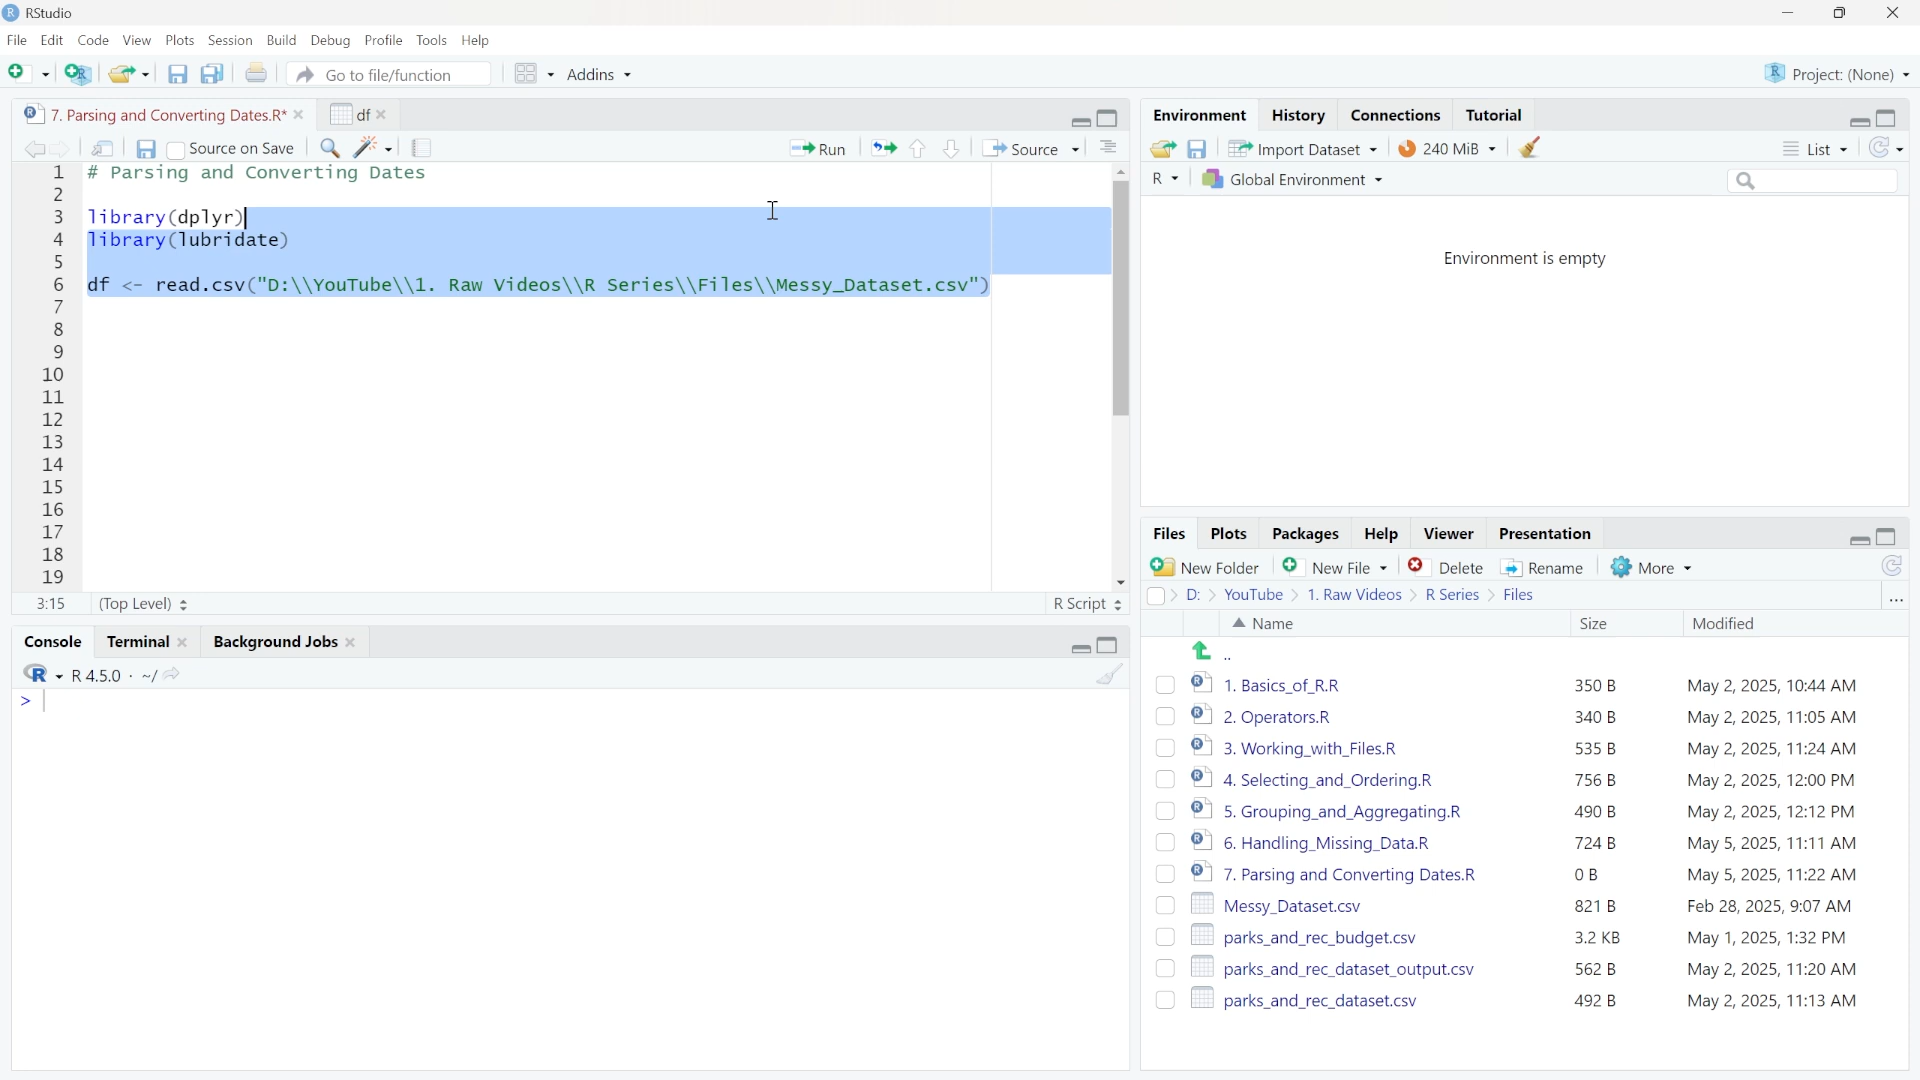 RStudio
File Edit Code View Plots Session Build Debug Profile Tools Help
Go to file/function Addins Project: (None)
7. Parsing and Converting Dates.R* df
Source on Save Run Source
1 # Parsing and Converting Dates
2
3 library(dplyr)
4 library(lubridate)
5
6 df <- read.csv("D:\\YouTube\\1. Raw Videos\\R Series\\Files\\Messy_Dataset.csv")
7
8
9
10
11
12
13
14
15
16
17
18
19
3:15 (Top Level) R Script
Console Terminal Background Jobs
R 4.5.0 · ~/
>
Environment History Connections Tutorial
Import Dataset 240 MiB List
R Global Environment
Environment is empty
Files Plots Packages Help Viewer Presentation
New Folder New File Delete Rename More
D: YouTube 1. Raw Videos R Series Files ...
Name Size Modified
..
1. Basics_of_R.R 350 B May 2, 2025, 10:44 AM
2. Operators.R 340 B May 2, 2025, 11:05 AM
3. Working_with_Files.R 535 B May 2, 2025, 11:24 AM
4. Selecting_and_Ordering.R 756 B May 2, 2025, 12:00 PM
5. Grouping_and_Aggregating.R 490 B May 2, 2025, 12:12 PM
6. Handling_Missing_Data.R 724 B May 5, 2025, 11:11 AM
7. Parsing and Converting Dates.R 0 B May 5, 2025, 11:22 AM
Messy_Dataset.csv 821 B Feb 28, 2025, 9:07 AM
parks_and_rec_budget.csv 3.2 KB May 1, 2025, 1:32 PM
parks_and_rec_dataset_output.csv 562 B May 2, 2025, 11:20 AM
parks_and_rec_dataset.csv 492 B May 2, 2025, 11:13 AM